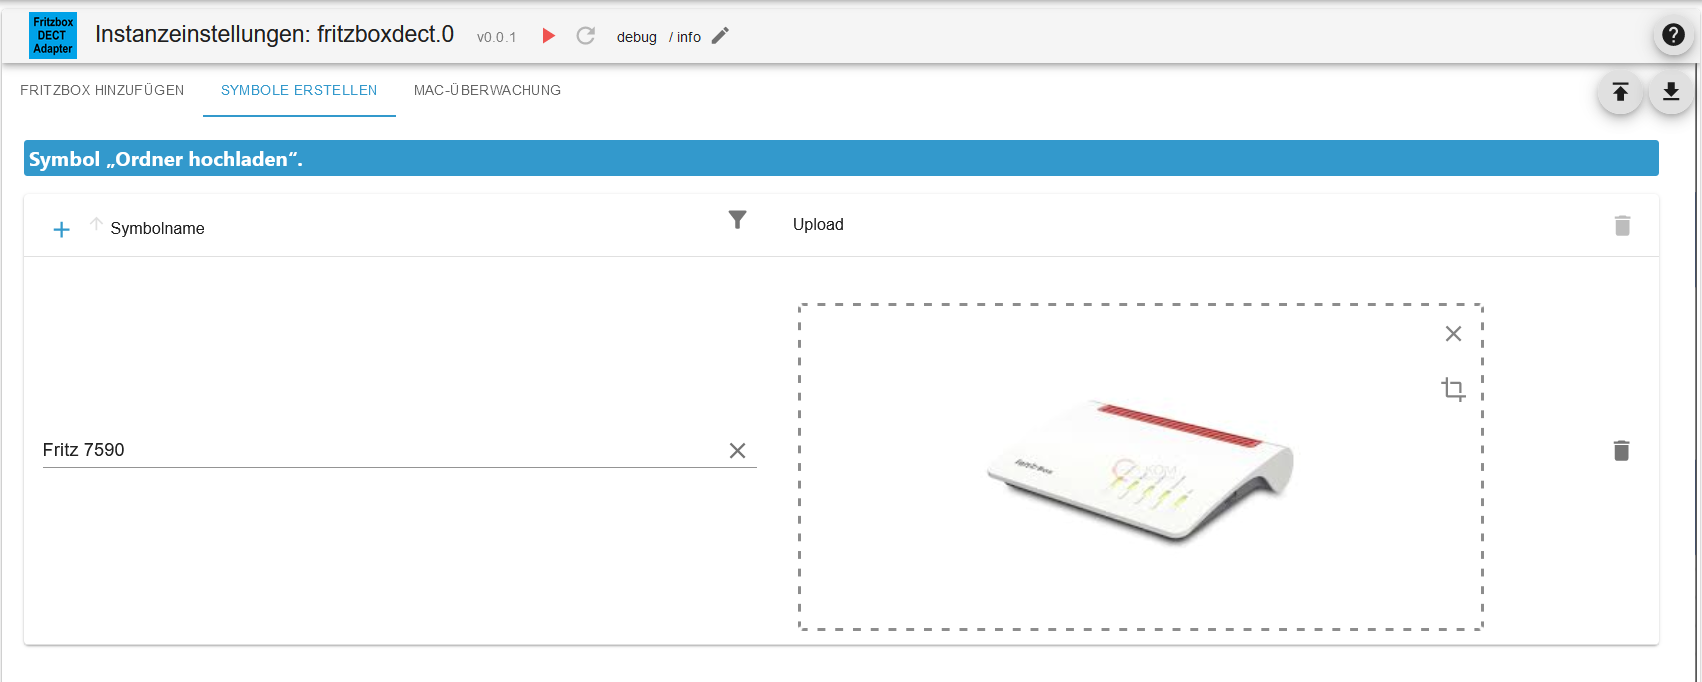 Fritzbox
DECT
Adapter
Instanzeinstellungen: fritzboxdect.0
v0.0.1
debug / info
FRITZBOX HINZUFÜGEN
SYMBOLE ERSTELLEN
MAC-ÜBERWACHUNG
Symbol „Ordner hochladen“.
Symbolname
Upload
Fritz 7590
KOM